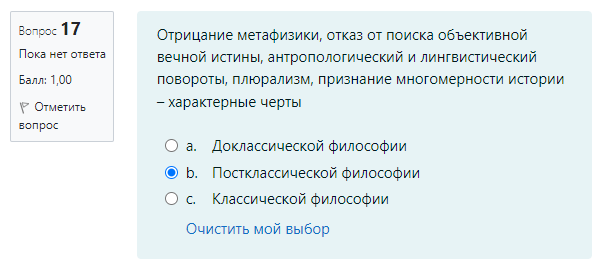 Вопрос 17
Пока нет ответа
Балл: 1,00
Отметить
вопрос
Отрицание метафизики, отказ от поиска объективной
вечной истины, антропологический и лингвистический
повороты, плюрализм, признание многомерности истории
– характерные черты
a. Доклассической философии
b. Постклассической философии
c. Классической философии
Очистить мой выбор